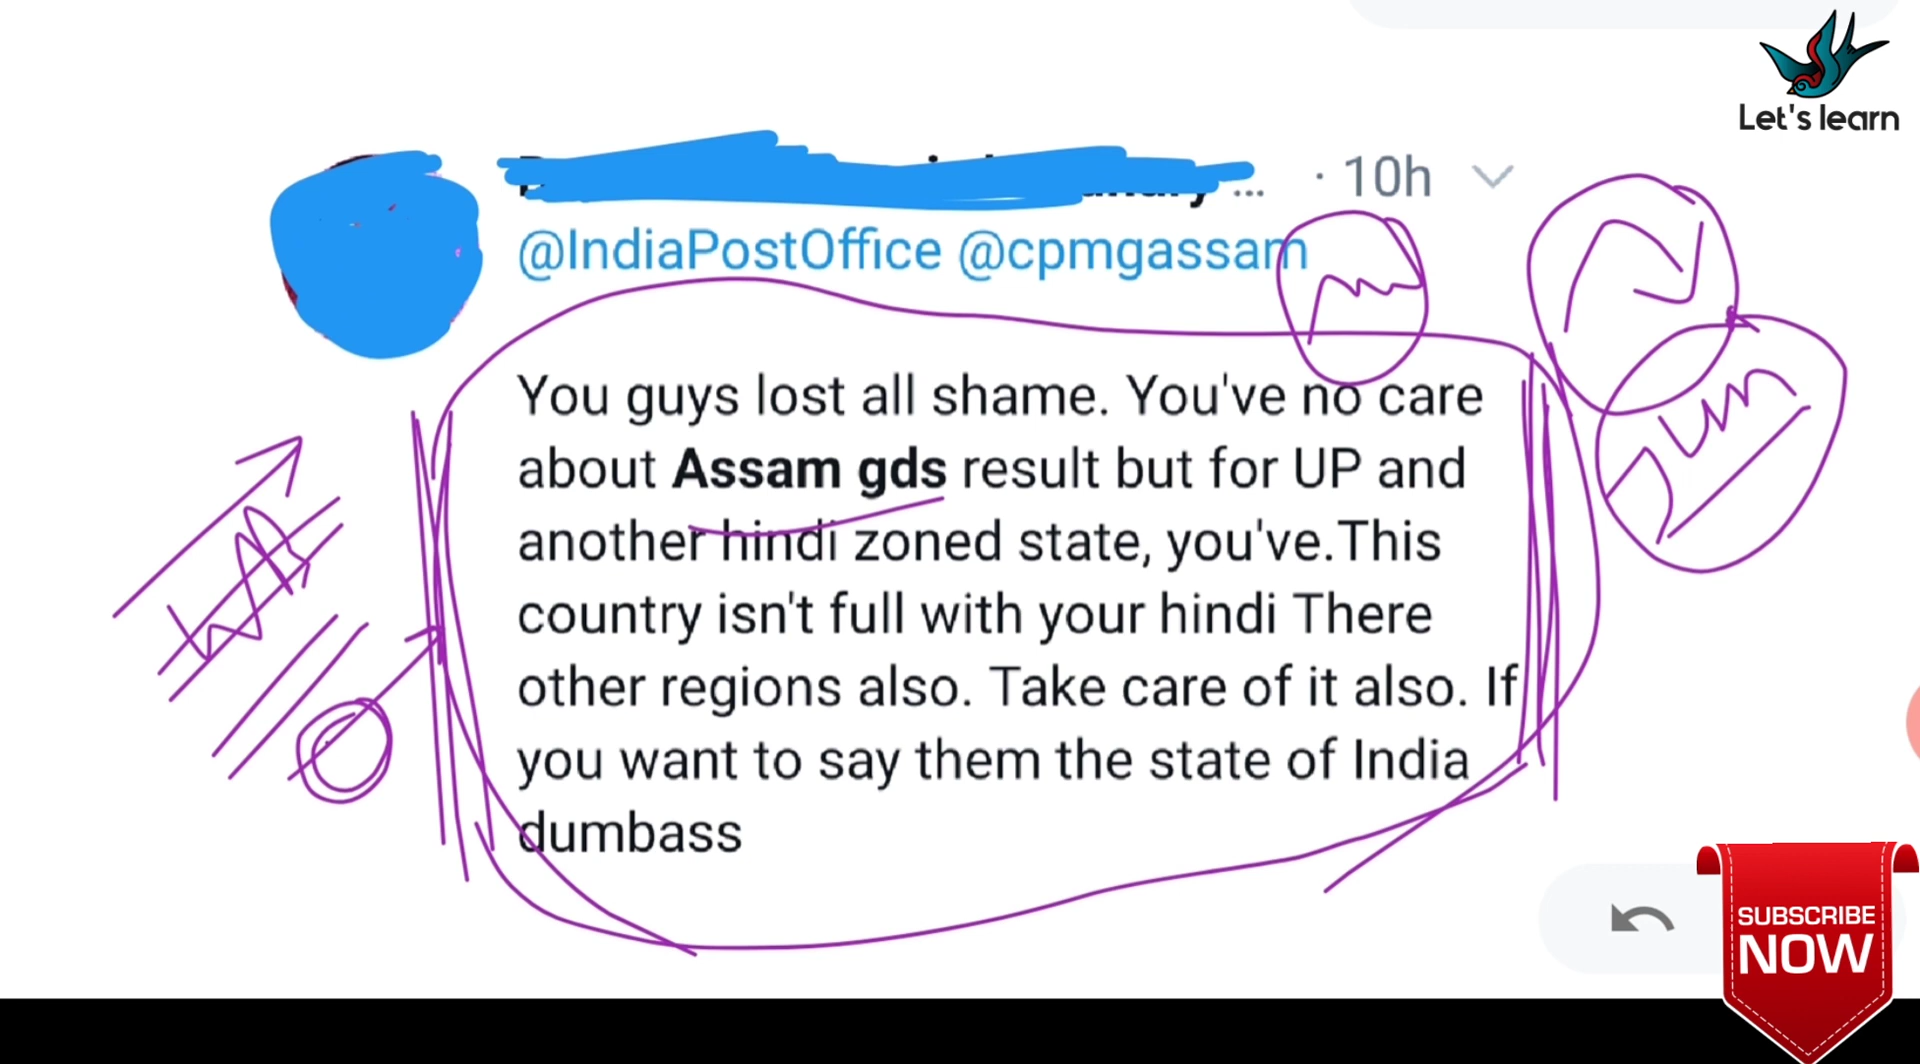 Let's learn
· 10h
@IndiaPostOffice @cpmgassam
You guys lost all shame. You've no care
about Assam gds result but for UP and
another hindi zoned state, you've.This
country isn't full with your hindi There
other regions also. Take care of it also. If
you want to say them the state of India
dumbass
SUBSCRIBE
NOW